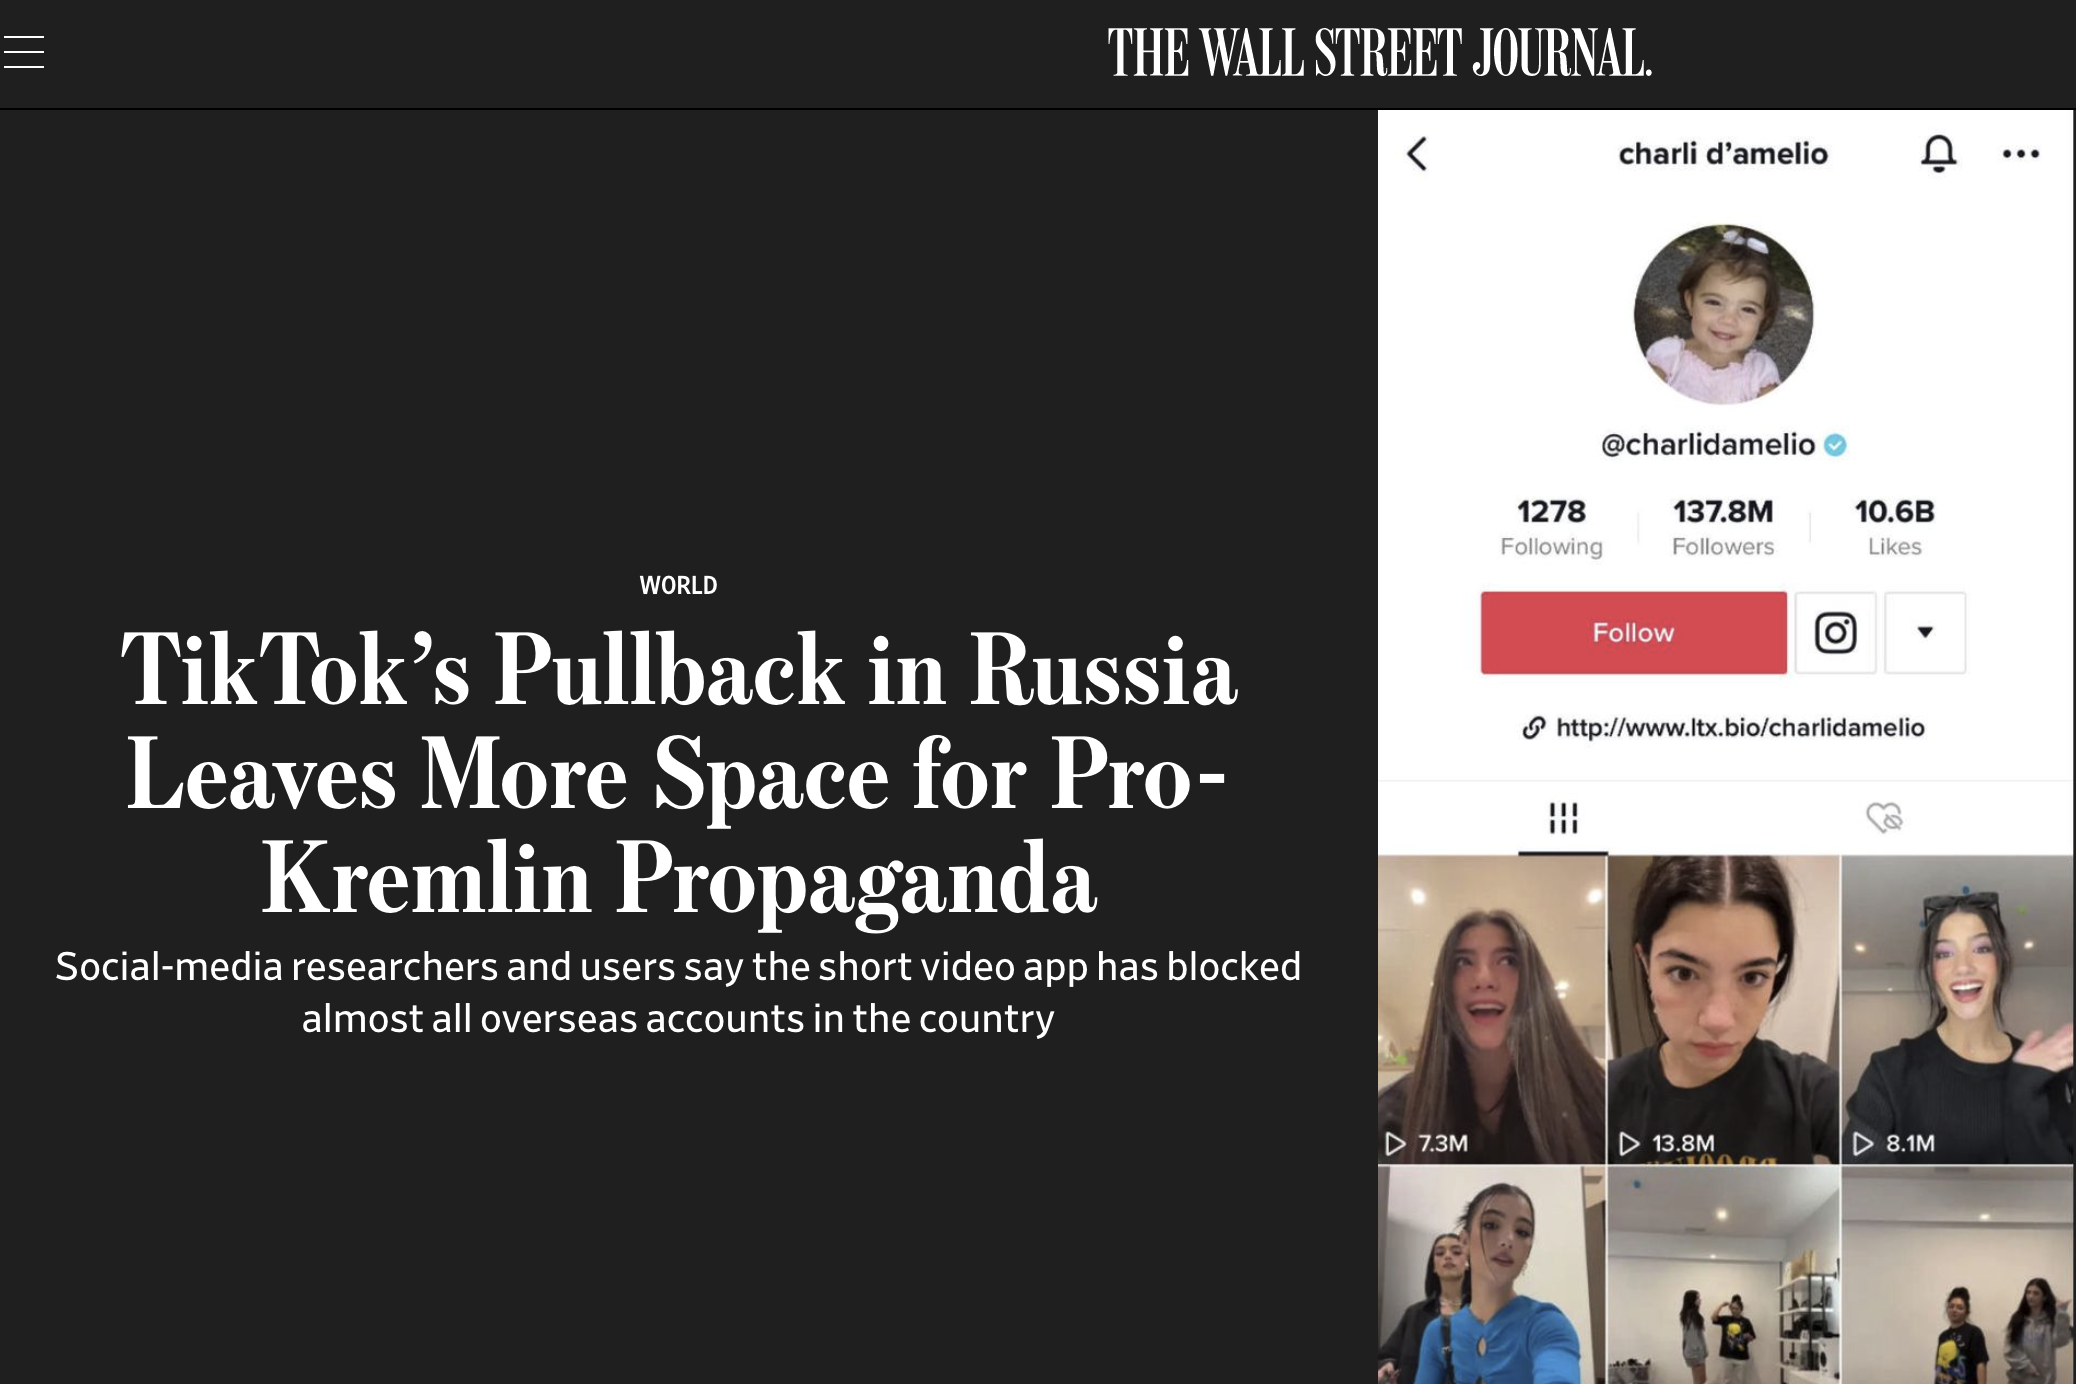 THE WALL STREET JOURNAL.
WORLD
TikTok’s Pullback in Russia
Leaves More Space for Pro-
Kremlin Propaganda
Social-media researchers and users say the short video app has blocked
almost all overseas accounts in the country
charli d’amelio
@charlidamelio
1278 137.8M 10.6B
Following Followers Likes
Follow
http://www.ltx.bio/charlidamelio
7.3M 13.8M 8.1M